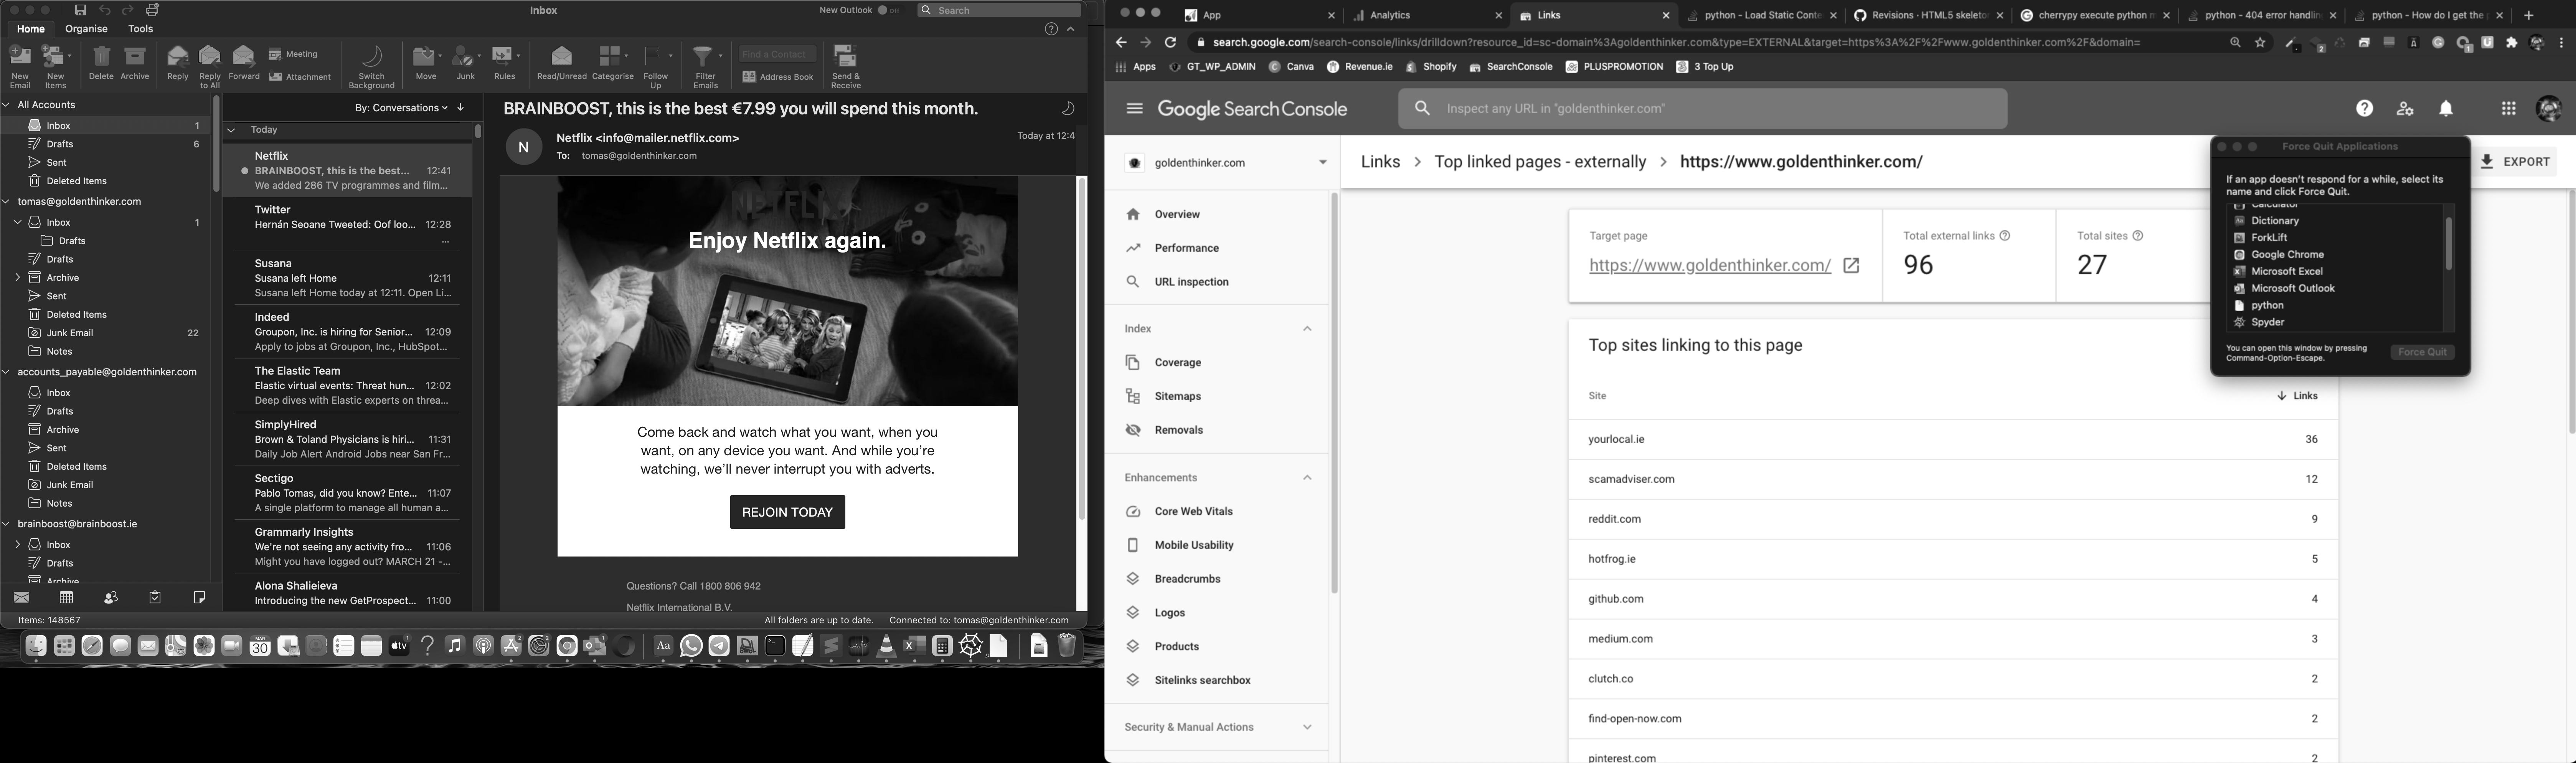 Inbox
New Outlook
Search
Home
Organise
Tools
New Email
New Items
Delete
Archive
Reply
Reply to All
Forward
Meeting
Attachment
Switch Background
Move
Junk
Rules
Read/Unread
Categorise
Follow Up
Filter Emails
Find a Contact
Address Book
Send & Receive
All Accounts
Inbox 1
Drafts 6
Sent
Deleted Items
tomas@goldenthinker.com
Inbox 1
Drafts
Drafts
Archive
Sent
Deleted Items
Junk Email 22
Notes
accounts_payable@goldenthinker.com
Inbox
Drafts
Archive
Sent
Deleted Items
Junk Email
Notes
brainboost@brainboost.ie
Inbox
Drafts
Archive
Items: 148567
By: Conversations
Today
Netflix
BRAINBOOST, this is the best... 12:41
We added 286 TV programmes and film...
Twitter
Hernán Seoane Tweeted: Oof loo... 12:28
...
Susana
Susana left Home 12:11
Susana left Home today at 12:11. Open Li...
Indeed
Groupon, Inc. is hiring for Senior... 12:09
Apply to jobs at Groupon, Inc., HubSpot...
The Elastic Team
Elastic virtual events: Threat hun... 12:02
Deep dives with Elastic experts on threa...
SimplyHired
Brown & Toland Physicians is hiri... 11:31
Daily Job Alert Android Jobs near San Fr...
Sectigo
Pablo Tomas, did you know? Ente... 11:07
A single platform to manage all human a...
Grammarly Insights
We're not seeing any activity fro... 11:06
Might you have logged out? MARCH 21 -...
Alona Shalieieva
Introducing the new GetProspect... 11:00
BRAINBOOST, this is the best €7.99 you will spend this month.
N
Netflix <info@mailer.netflix.com>
Today at 12:4
To: tomas@goldenthinker.com
NETFLIX
Enjoy Netflix again.
Come back and watch what you want, when you
want, on any device you want. And while you're
watching, we'll never interrupt you with adverts.
REJOIN TODAY
Questions? Call 1800 806 942
Netflix International B.V.
All folders are up to date.
Connected to: tomas@goldenthinker.com
MAR
30
tv
Aa
App
Analytics
Links
python - Load Static Conte
Revisions · HTML5 skeleto
cherrypy execute python m
python - 404 error handlin
python - How do I get the
search.google.com/search-console/links/drilldown?resource_id=sc-domain%3Agoldenthinker.com&type=EXTERNAL&target=https%3A%2F%2Fwww.goldenthinker.com%2F&domain=
Apps
GT_WP_ADMIN
Canva
Revenue.ie
Shopify
SearchConsole
PLUSPROMOTION
3 Top Up
Google Search Console
Inspect any URL in "goldenthinker.com"
goldenthinker.com
Overview
Performance
URL inspection
Index
Coverage
Sitemaps
Removals
Enhancements
Core Web Vitals
Mobile Usability
Breadcrumbs
Logos
Products
Sitelinks searchbox
Security & Manual Actions
Links > Top linked pages - externally > https://www.goldenthinker.com/
EXPORT
Target page
https://www.goldenthinker.com/
Total external links
96
Total sites
27
Top sites linking to this page
Site
Links
yourlocal.ie 36
scamadviser.com 12
reddit.com 9
hotfrog.ie 5
github.com 4
medium.com 3
clutch.co 2
find-open-now.com 2
pinterest.com 2
Force Quit Applications
If an app doesn't respond for a while, select its
name and click Force Quit.
Calculator
Dictionary
ForkLift
Google Chrome
Microsoft Excel
Microsoft Outlook
python
Spyder
You can open this window by pressing
Command-Option-Escape.
Force Quit